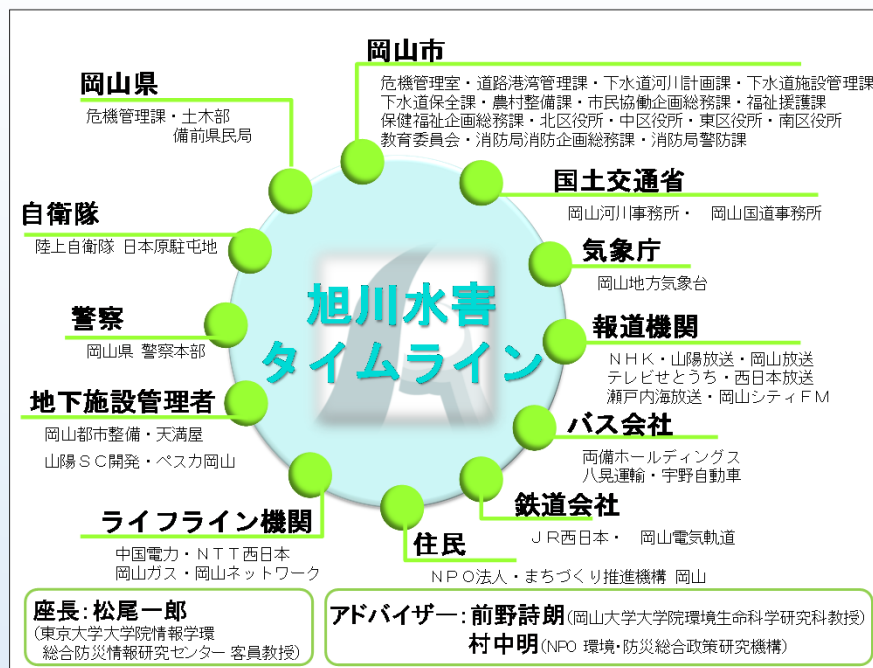 岡山市
危機管理室・道路港湾管理課・下水道河川計画課・下水道施設管理課
下水道保全課・農村整備課・市民協働企画総務課・福祉援護課
保健福祉企画総務課・北区役所・中区役所・東区役所・南区役所
教育委員会・消防局消防企画総務課・消防局警防課
岡山県
危機管理課・土木部
備前県民局
国土交通省
岡山河川事務所・ 岡山国道事務所
自衛隊
陸上自衛隊 日本原駐屯地
気象庁
岡山地方気象台
旭川水害
タイムライン
警察
岡山県 警察本部
報道機関
NHK・山陽放送・岡山放送
テレビせとうち・西日本放送
瀬戸内海放送・岡山シティFM
地下施設管理者
岡山都市整備・天満屋
山陽SC開発・ペスカ岡山
バス会社
両備ホールディングス
八晃運輸・宇野自動車
鉄道会社
JR西日本・ 岡山電気軌道
ライフライン機関
中国電力・NTT西日本
岡山ガス・岡山ネットワーク
住民
NPO法人・まちづくり推進機構 岡山
座長:松尾一郎
(東京大学大学院情報学環
総合防災情報研究センター 客員教授)
アドバイザー:前野詩朗(岡山大学大学院環境生命科学研究科教授)
村中明(NPO 環境・防災総合政策研究機構)